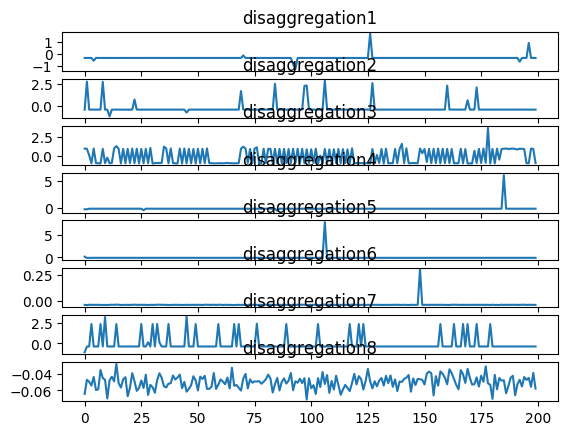 disaggregation1
1
0
−1
disaggregation2
2.5
0.0
disaggregation3
2.5
0.0
disaggregation4
5
0
disaggregation5
5
0
disaggregation6
0.25
0.00
disaggregation7
2.5
0.0
disaggregation8
−0.04
−0.06
0 25 50 75 100 125 150 175 200